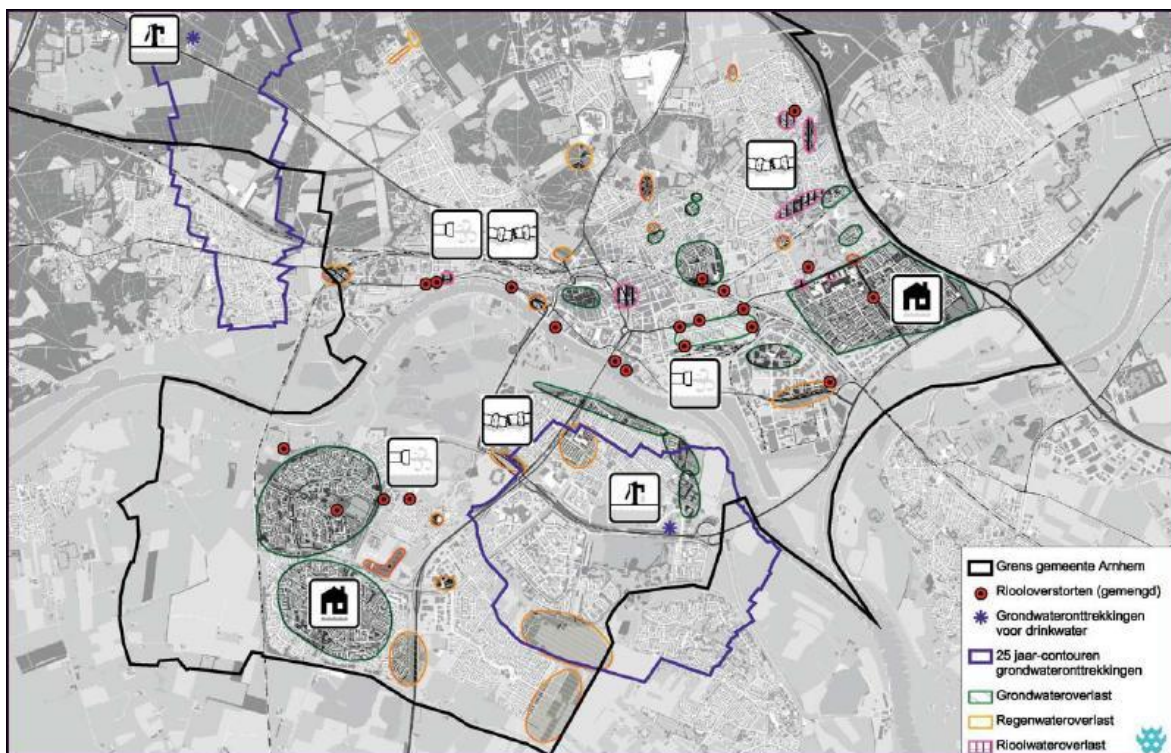 Grens gemeente Arnhem
Riooloverstorten (gemengd)
Grondwateronttrekkingen
voor drinkwater
25 jaar-contouren
grondwateronttrekkingen
Grondwateroverlast
Regenwateroverlast
Rioolwateroverlast